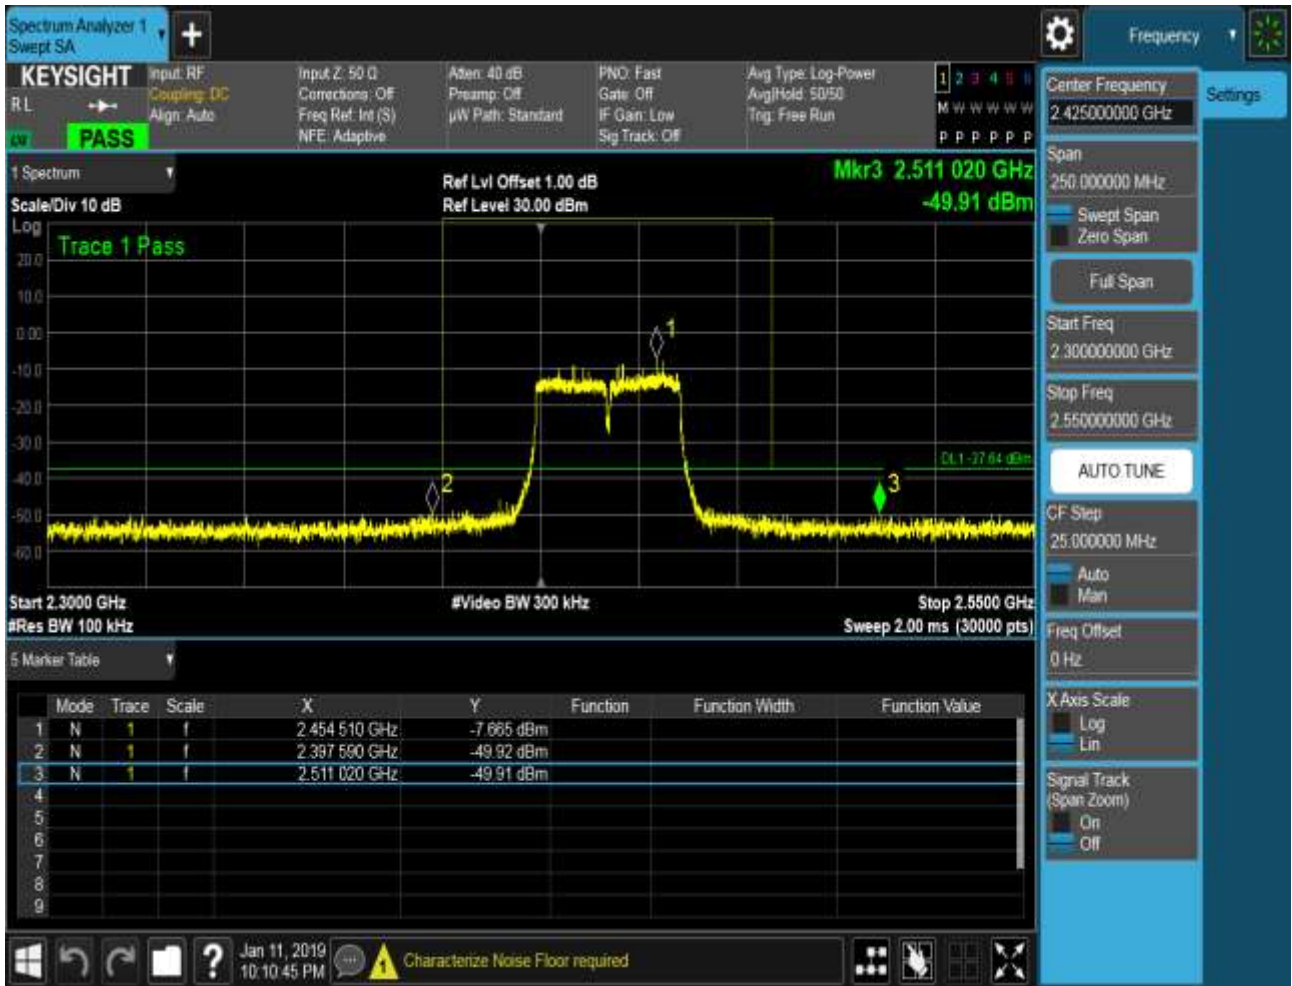 Spectrum Analyzer 1
Swept SA
Frequency
KEYSIGHT
RL
PASS
Input: RF
Coupling: DC
Align: Auto
Input Z: 50 Ω
Corrections: Off
Freq Ref: Int (S)
NFE: Adaptive
Atten: 40 dB
Preamp: Off
µW Path: Standard
PNO: Fast
Gate: Off
IF Gain: Low
Sig Track: Off
Avg Type: Log-Power
Avg|Hold: 50/50
Trig: Free Run
1 2 3 4 5 6
M W W W W W
P P P P P P
1 Spectrum
Scale/Div 10 dB
Ref Lvl Offset 1.00 dB
Ref Level 30.00 dBm
Mkr3 2.511 020 GHz
-49.91 dBm
Log
Trace 1 Pass
20.0
10.0
0.00
-10.0
-20.0
-30.0
-40.0
-50.0
-60.0
1
2
3
DL1 -37.64 dBm
Start 2.3000 GHz
#Res BW 100 kHz
#Video BW 300 kHz
Stop 2.5500 GHz
Sweep 2.00 ms (30000 pts)
5 Marker Table
Mode Trace Scale X Y Function Function Width Function Value
1 N 1 f 2.454 510 GHz -7.665 dBm
2 N 1 f 2.397 590 GHz -49.92 dBm
3 N 1 f 2.511 020 GHz -49.91 dBm
4
5
6
7
8
9
Center Frequency
2.425000000 GHz
Settings
Span
250.000000 MHz
Swept Span
Zero Span
Full Span
Start Freq
2.300000000 GHz
Stop Freq
2.550000000 GHz
AUTO TUNE
CF Step
25.000000 MHz
Auto
Man
Freq Offset
0 Hz
X Axis Scale
Log
Lin
Signal Track
(Span Zoom)
On
Off
?
Jan 11, 2019
10:10:45 PM
1
Characterize Noise Floor required